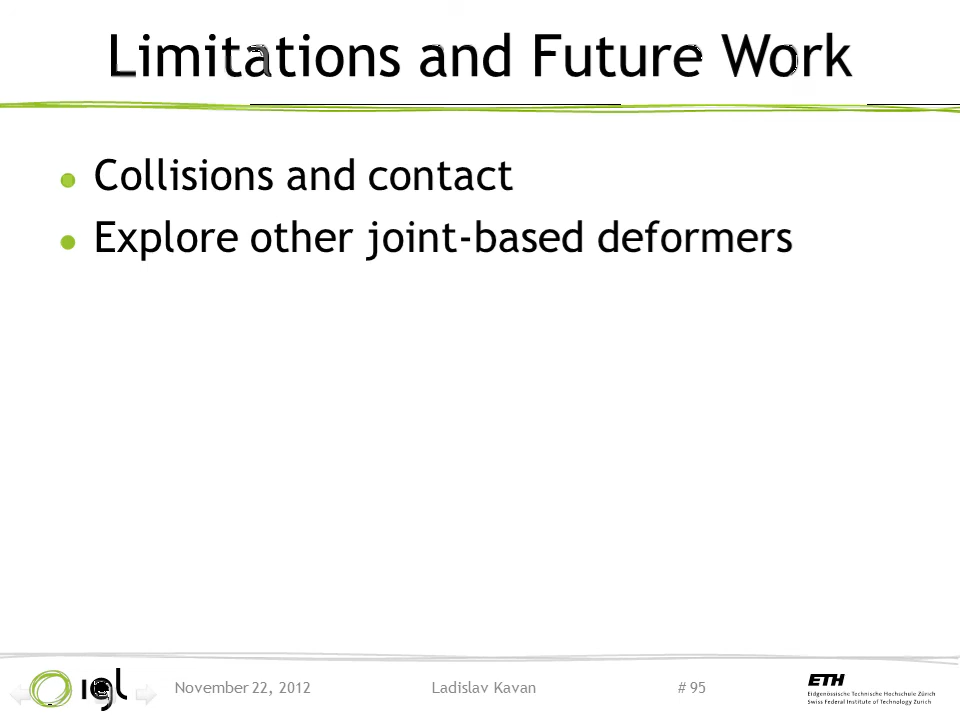 Limitations and Future Work
Collisions and contact
Explore other joint-based deformers
igl
November 22, 2012
Ladislav Kavan
# 95
ETH
Eidgenössische Technische Hochschule Zürich
Swiss Federal Institute of Technology Zurich